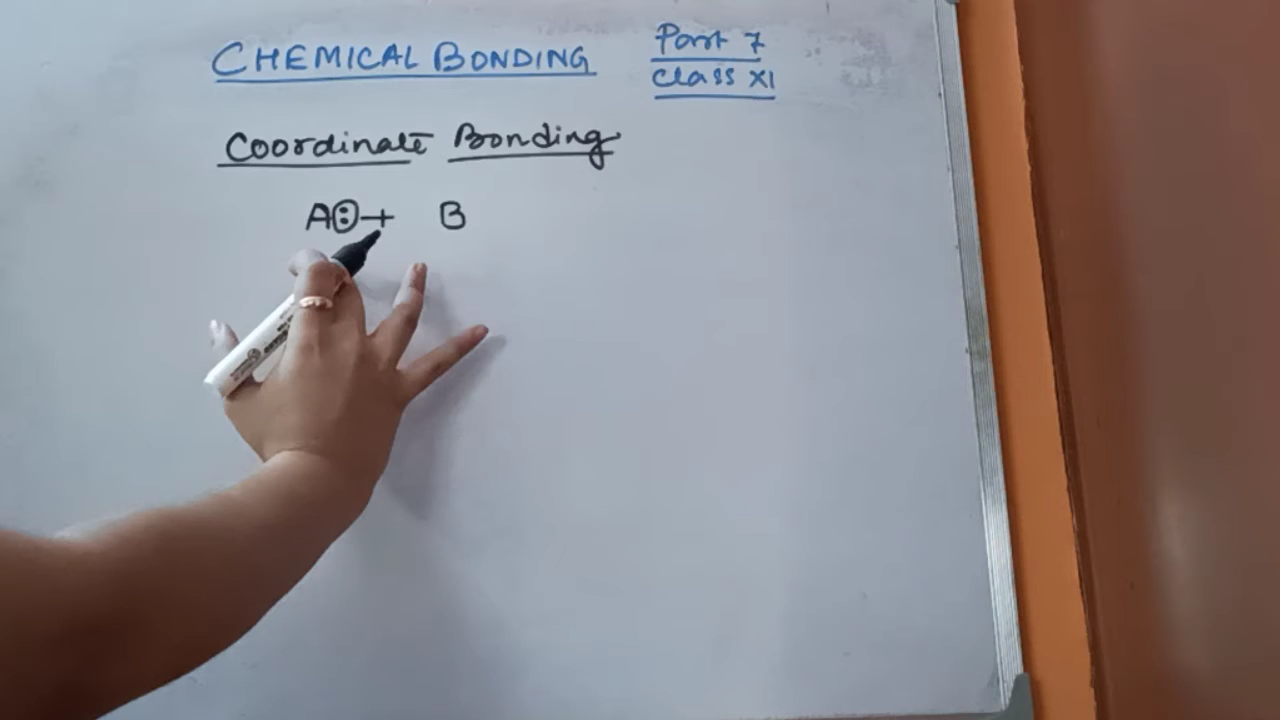 CHEMICAL BONDING
Part 7
Class XI
Coordinate Bonding
A: + B